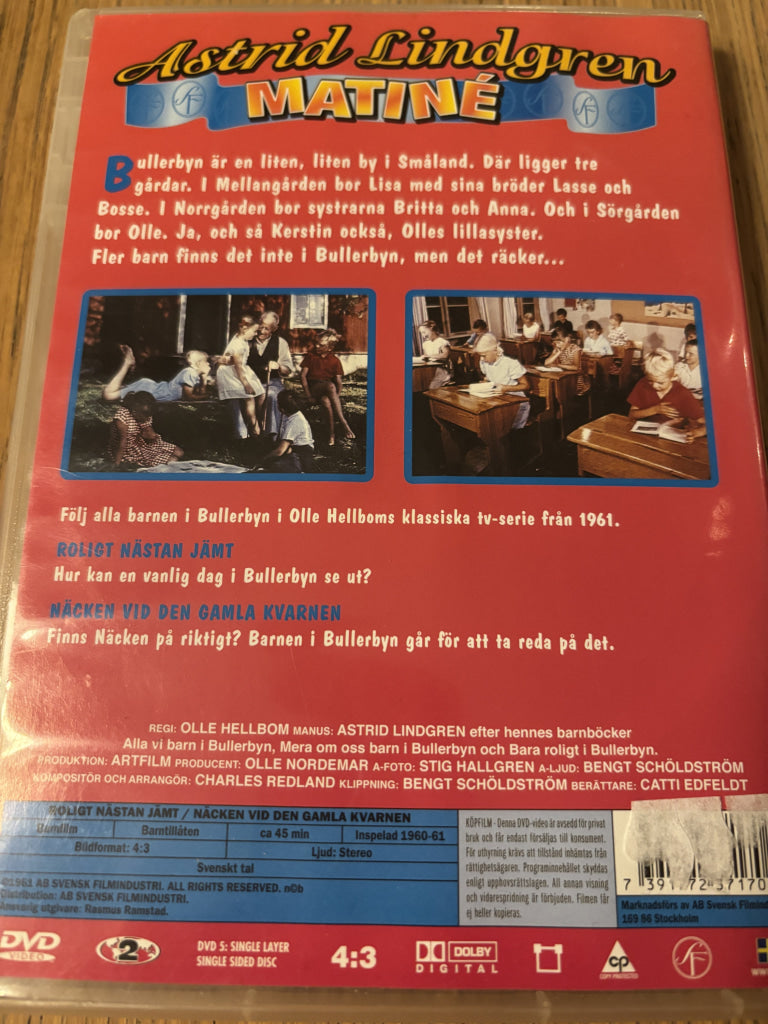 Astrid Lindgren
MATINÉ
Bullerbyn är en liten, liten by i Småland. Där ligger tre
gårdar. I Mellangården bor Lisa med sina bröder Lasse och
Bosse. I Norrgården bor systrarna Britta och Anna. Och i Sörgården
bor Olle. Ja, och så Kerstin också, Olles lillasyster.
Fler barn finns det inte i Bullerbyn, men det räcker...
Följ alla barnen i Bullerbyn i Olle Hellboms klassiska tv-serie från 1961.
ROLIGT NÄSTAN JÄMT
Hur kan en vanlig dag i Bullerbyn se ut?
NÄCKEN VID DEN GAMLA KVARNEN
Finns Näcken på riktigt? Barnen i Bullerbyn går för att ta reda på det.
REGI: OLLE HELLBOM MANUS: ASTRID LINDGREN efter hennes barnböcker
Alla vi barn i Bullerbyn, Mera om oss barn i Bullerbyn och Bara roligt i Bullerbyn.
PRODUKTION: ARTFILM PRODUCENT: OLLE NORDEMAR A-FOTO: STIG HALLGREN A-LJUD: BENGT SCHÖLDSTRÖM
KOMPOSITÖR OCH ARRANGÖR: CHARLES REDLAND KLIPPNING: BENGT SCHÖLDSTRÖM BERÄTTARE: CATTI EDFELDT
ROLIGT NÄSTAN JÄMT / NÄCKEN VID DEN GAMLA KVARNEN
Barnfilm Barntillåten ca 45 min Inspelad 1960-61
Bildformat: 4:3 Ljud: Stereo
Svenskt tal
©1961 AB SVENSK FILMINDUSTRI. ALL RIGHTS RESERVED. nOb
Distribution: AB SVENSK FILMINDUSTRI.
Ansvarig utgivare: Rasmus Ramstad.
KÖPFILM - Denna DVD-video är avsedd för privat
bruk och får endast försäljas till konsument.
För uthyrning krävs att tillstånd inhämtas från
rättighetsägaren. Programinnehållet skyddas
enligt upphovsrättslagen. All annan visning
och vidarespridning är förbjuden. Filmen får
ej heller kopieras.
Marknadsförs av AB Svensk Filmind
169 86 Stockholm
DVD
VIDEO
2
DVD 5: SINGLE LAYER
SINGLE SIDED DISC
4:3
DOLBY
DIGITAL
CP
COPY PROTECTED
SF